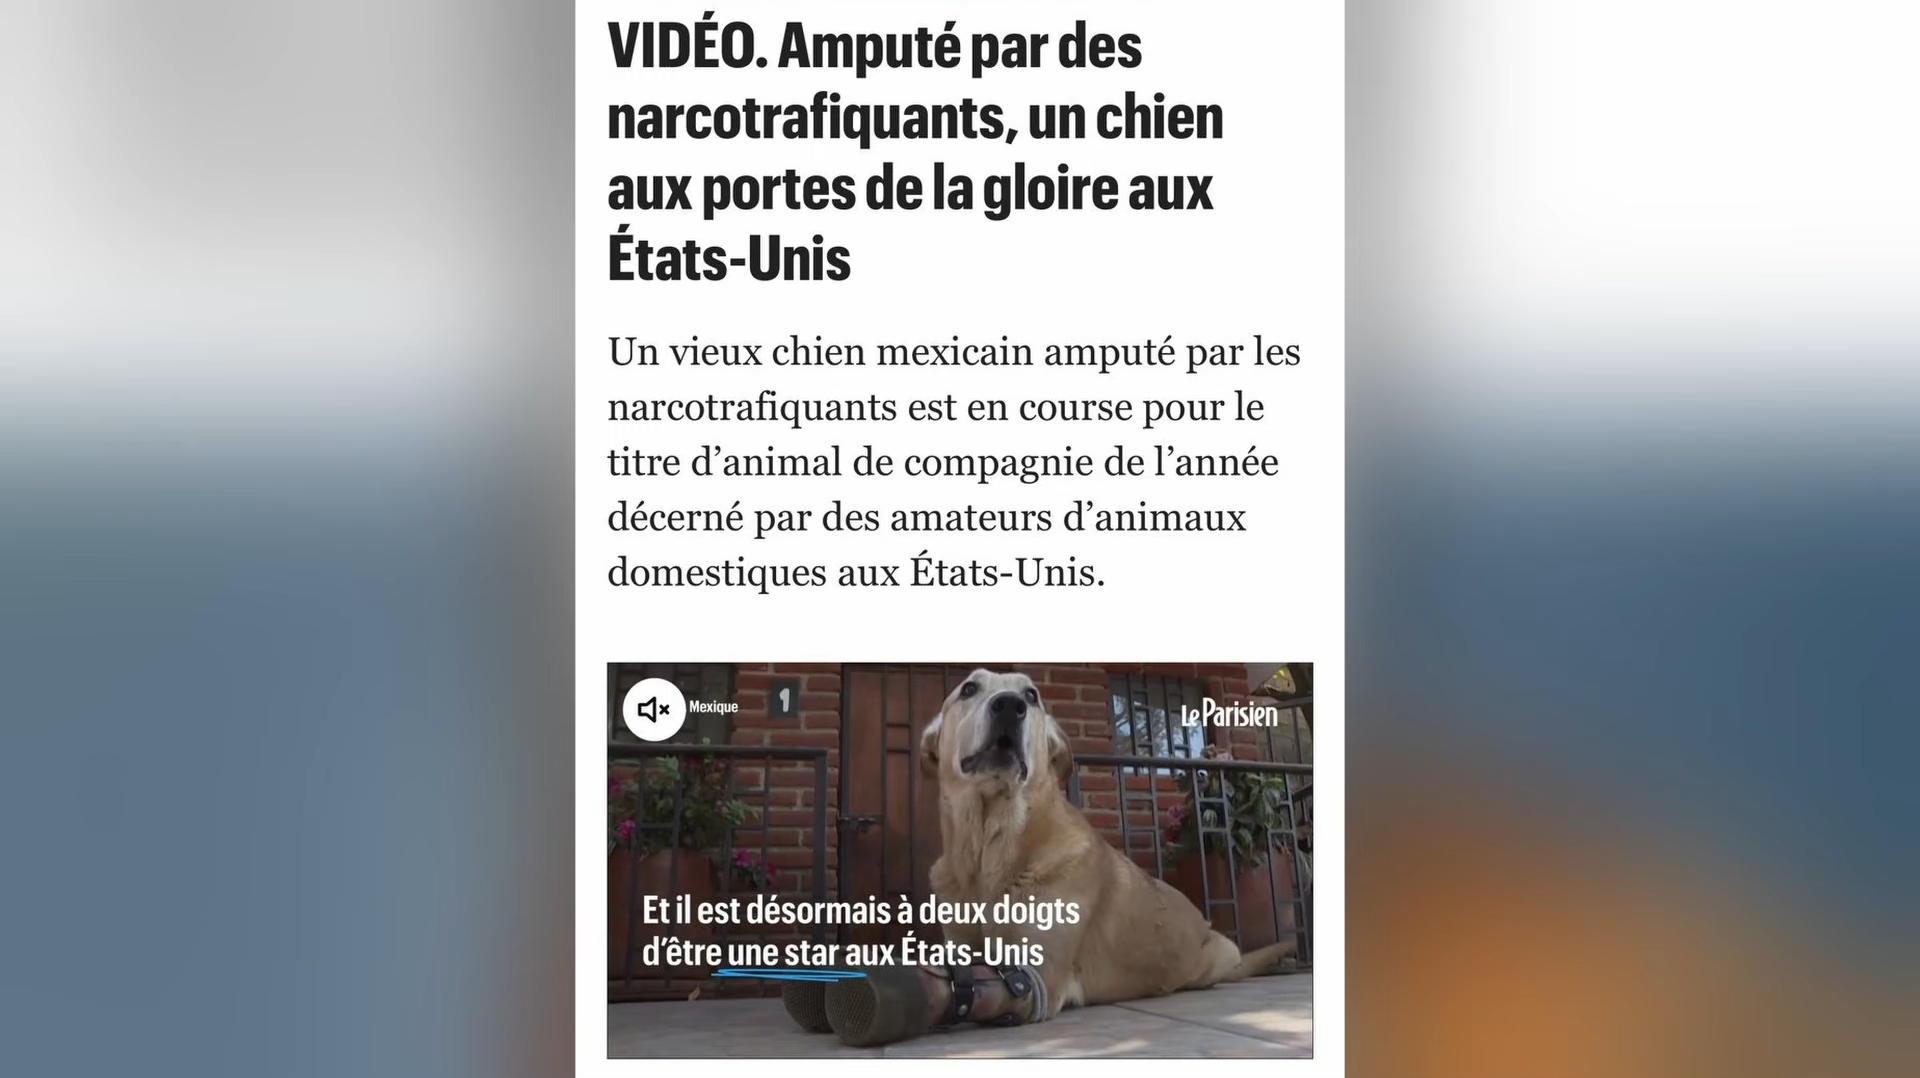 VIDÉO. Amputé par des
narcotrafiquants, un chien
aux portes de la gloire aux
États-Unis
Un vieux chien mexicain amputé par les
narcotrafiquants est en course pour le
titre d’animal de compagnie de l’année
décerné par des amateurs d’animaux
domestiques aux États-Unis.
Mexique
1
Le Parisien
Et il est désormais à deux doigts
d’être une star aux États-Unis